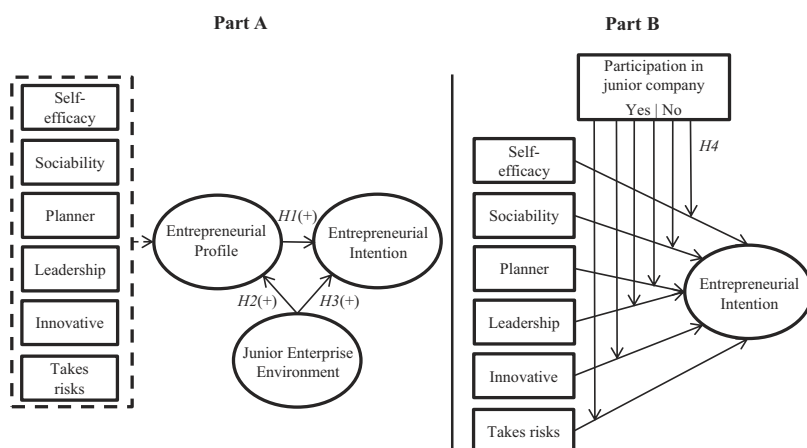 Part A
Self-
efficacy
Sociability
Planner
Leadership
Innovative
Takes
risks
Entrepreneurial
Profile
H1(+)
Entrepreneurial
Intention
H2(+)
H3(+)
Junior Enterprise
Environment
Part B
Participation in
junior company
Yes | No
H4
Self-
efficacy
Sociability
Planner
Leadership
Innovative
Takes risks
Entrepreneurial
Intention